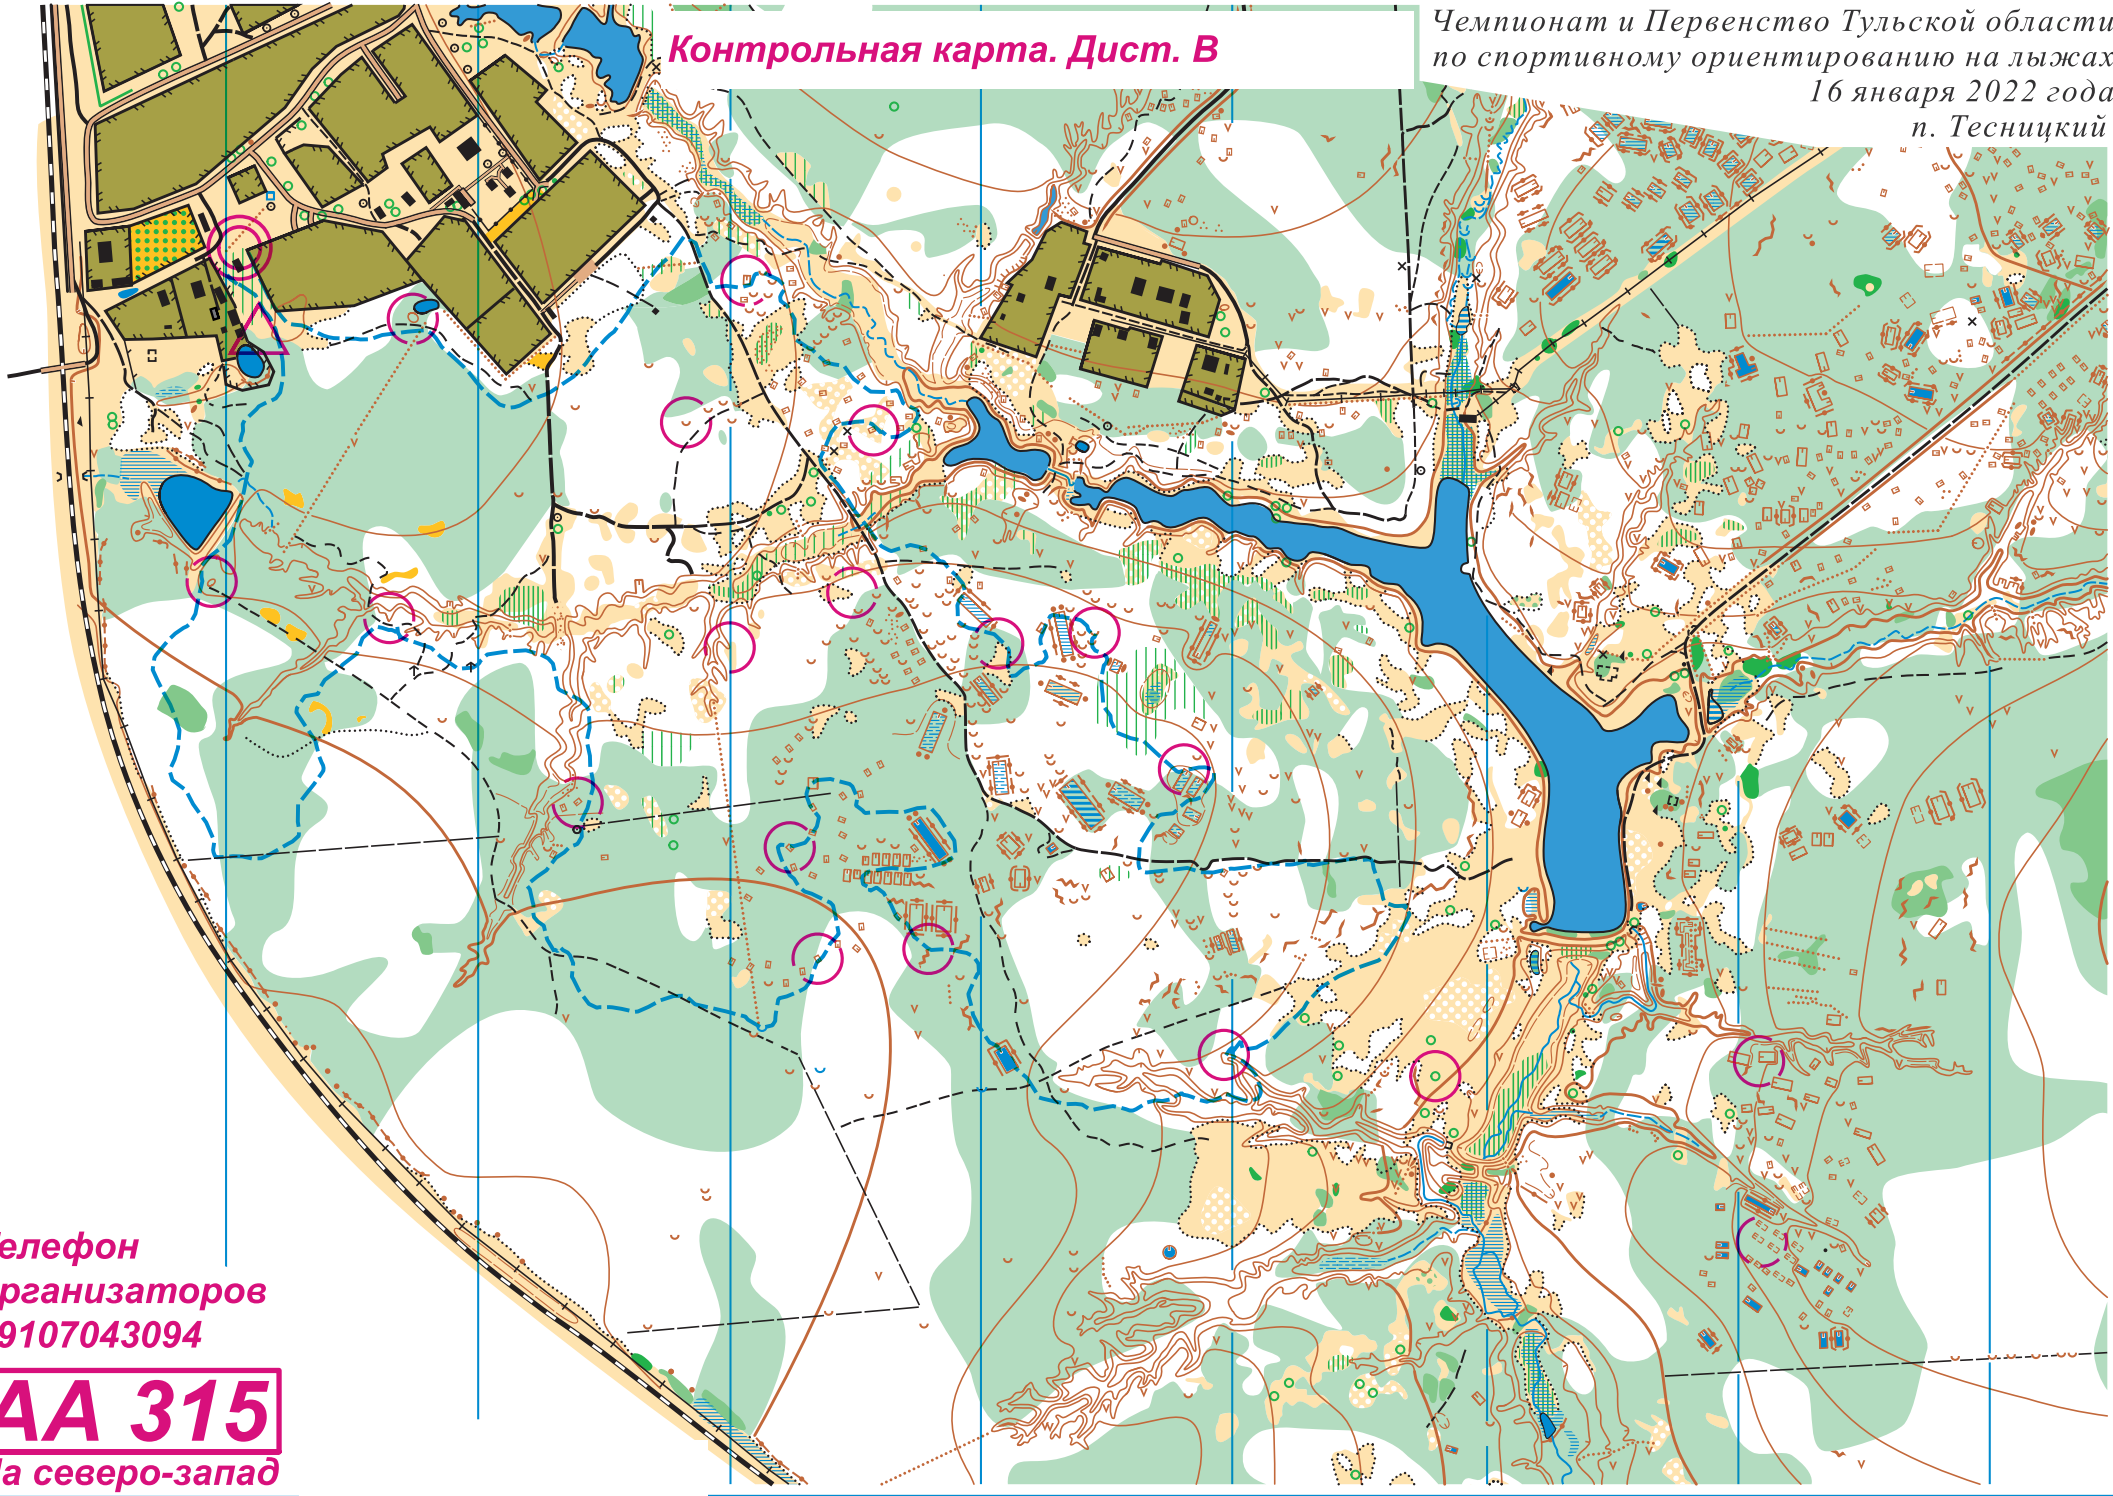 Контрольная карта. Дист. В
Чемпионат и Первенство Тульской области
по спортивному ориентированию на лыжах
16 января 2022 года
п. Тесницкий
елефон
рганизаторов
9107043094
АА 315
а северо-запад